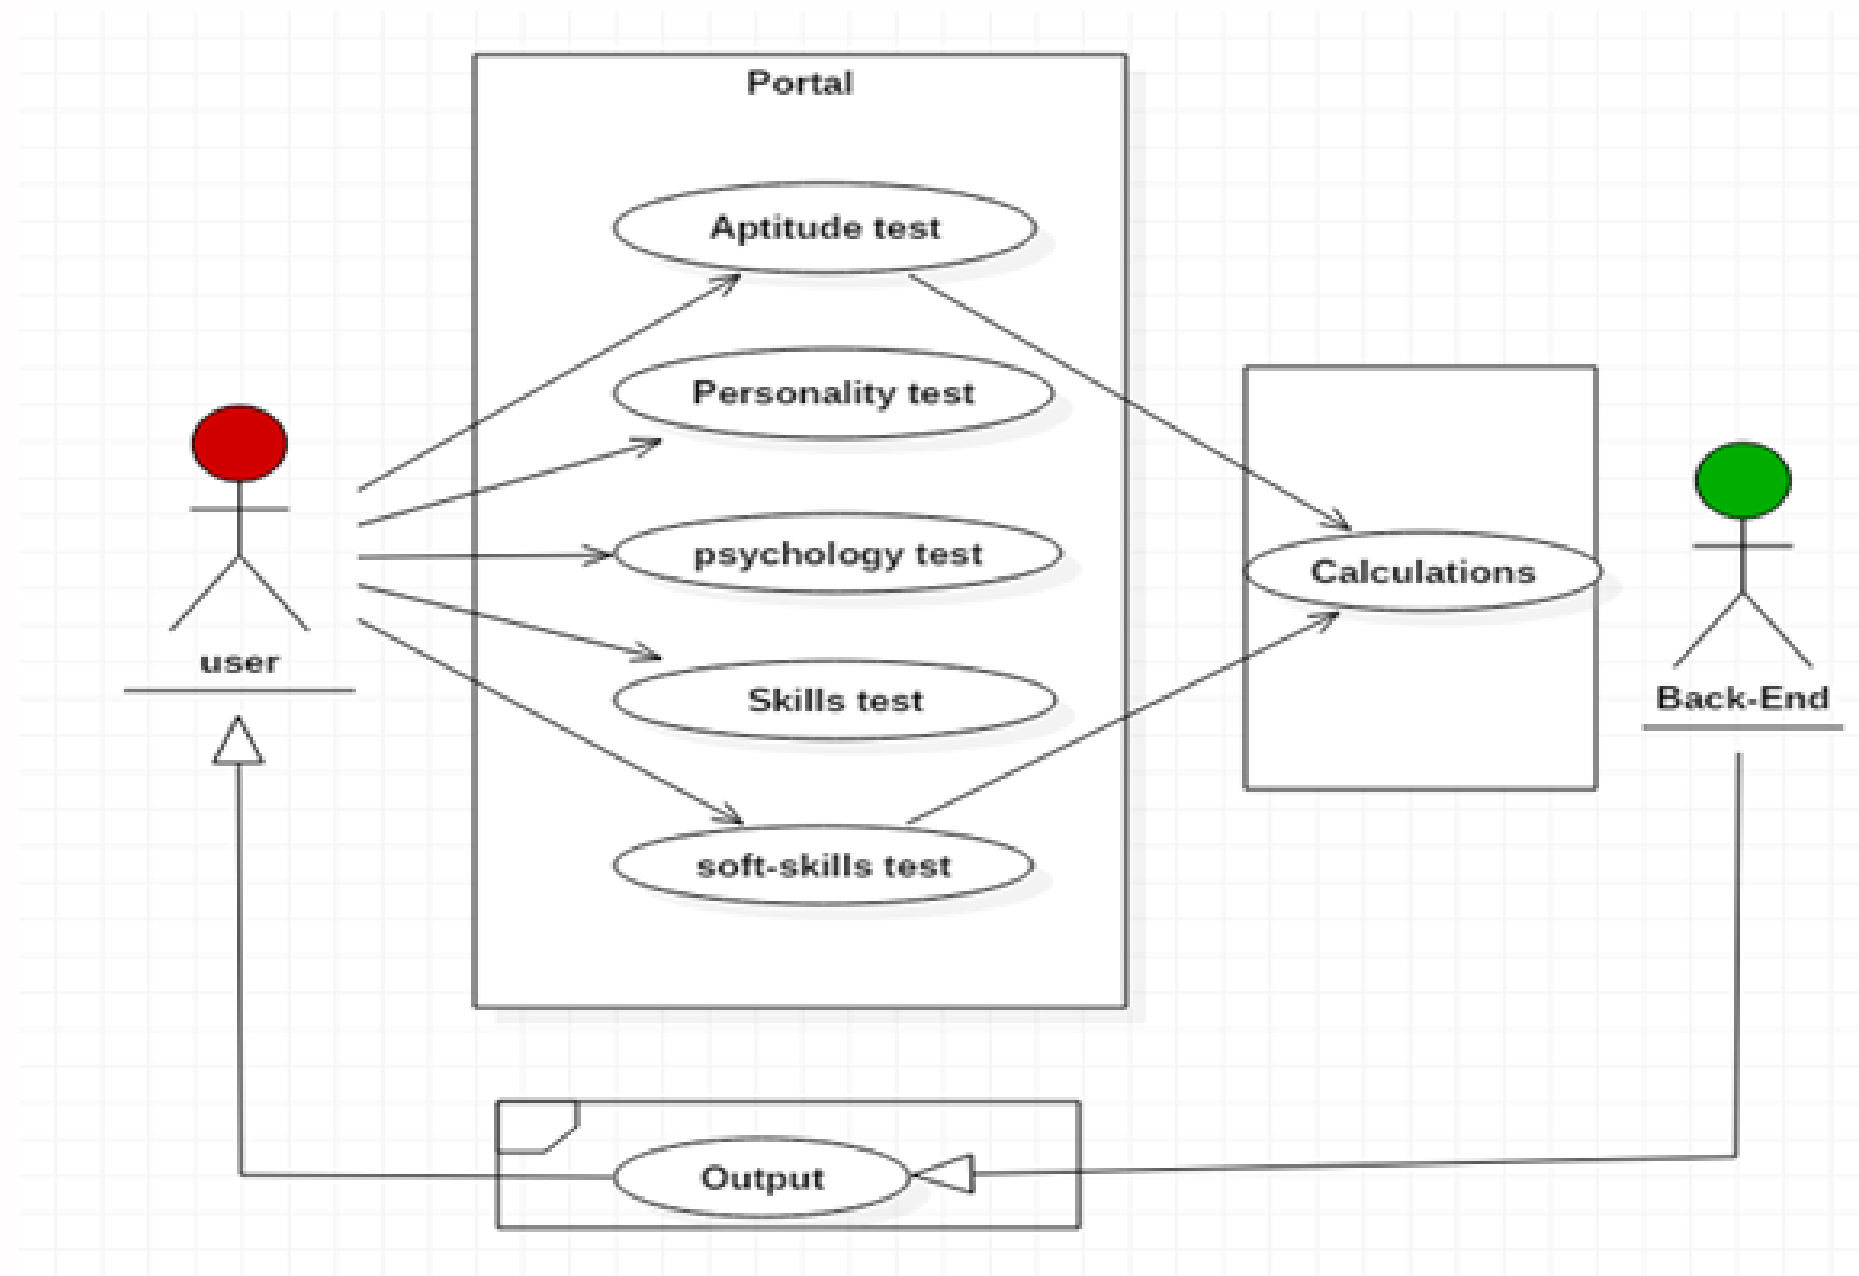 Portal
Aptitude test
Personality test
psychology test
Calculations
user
Skills test
Back-End
soft-skills test
Output